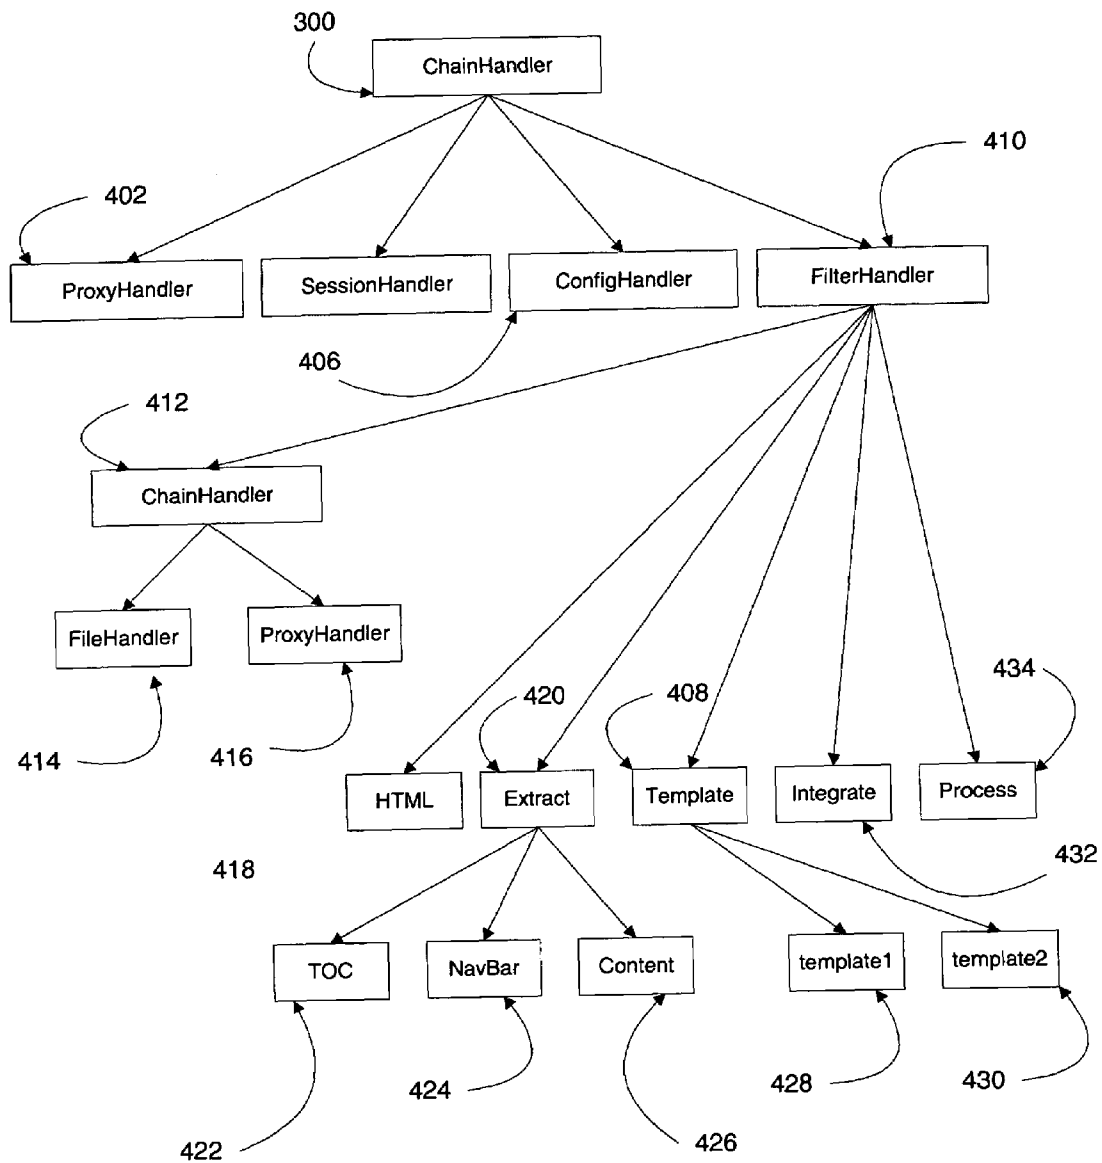 300
ChainHandler
410
402
ProxyHandler
SessionHandler
ConfigHandler
FilterHandler
406
412
ChainHandler
FileHandler
ProxyHandler
414
416
420
408
434
HTML
Extract
Template
Integrate
Process
418
432
TOC
NavBar
Content
template1
template2
422
424
426
428
430